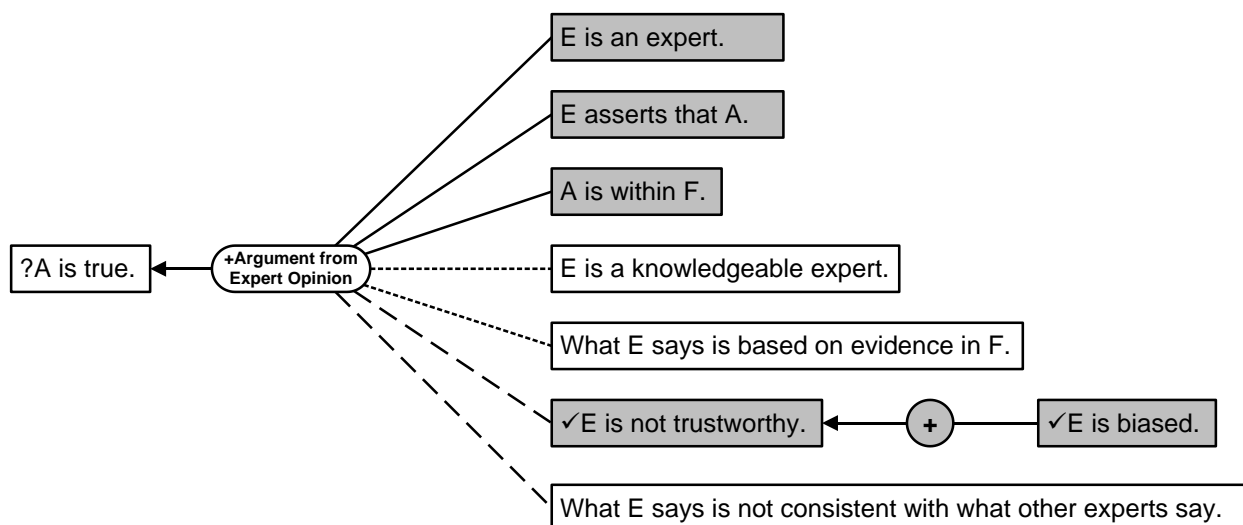 E is an expert.
E asserts that A.
A is within F.
?A is true.
+Argument from
Expert Opinion
E is a knowledgeable expert.
What E says is based on evidence in F.
✓E is not trustworthy.
+
✓E is biased.
What E says is not consistent with what other experts say.